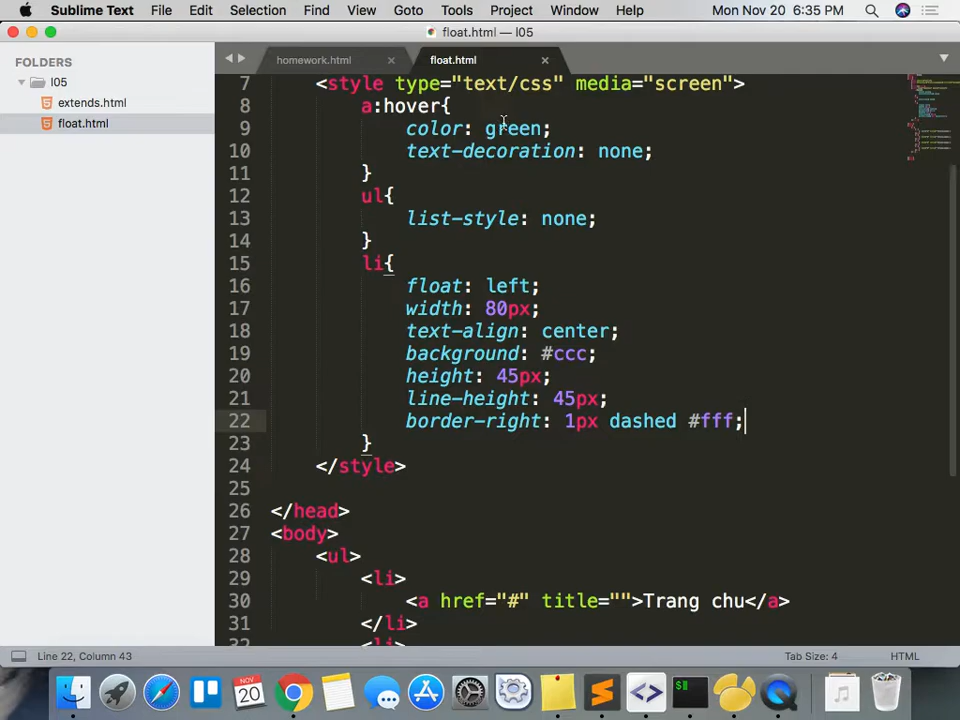 Sublime Text File Edit Selection Find View Goto Tools Project Window Help Mon Nov 20 6:35 PM
float.html — l05
FOLDERS
l05
extends.html
float.html
homework.html
float.html
7 <style type="text/css" media="screen">
8 a:hover{
9 color: green;
10 text-decoration: none;
11 }
12 ul{
13 list-style: none;
14 }
15 li{
16 float: left;
17 width: 80px;
18 text-align: center;
19 background: #ccc;
20 height: 45px;
21 line-height: 45px;
22 border-right: 1px dashed #fff;
23 }
24 </style>
25
26 </head>
27 <body>
28 <ul>
29 <li>
30 <a href="#" title="">Trang chu</a>
31 </li>
32 <li>
Line 22, Column 43 Tab Size: 4 HTML
NOV
20